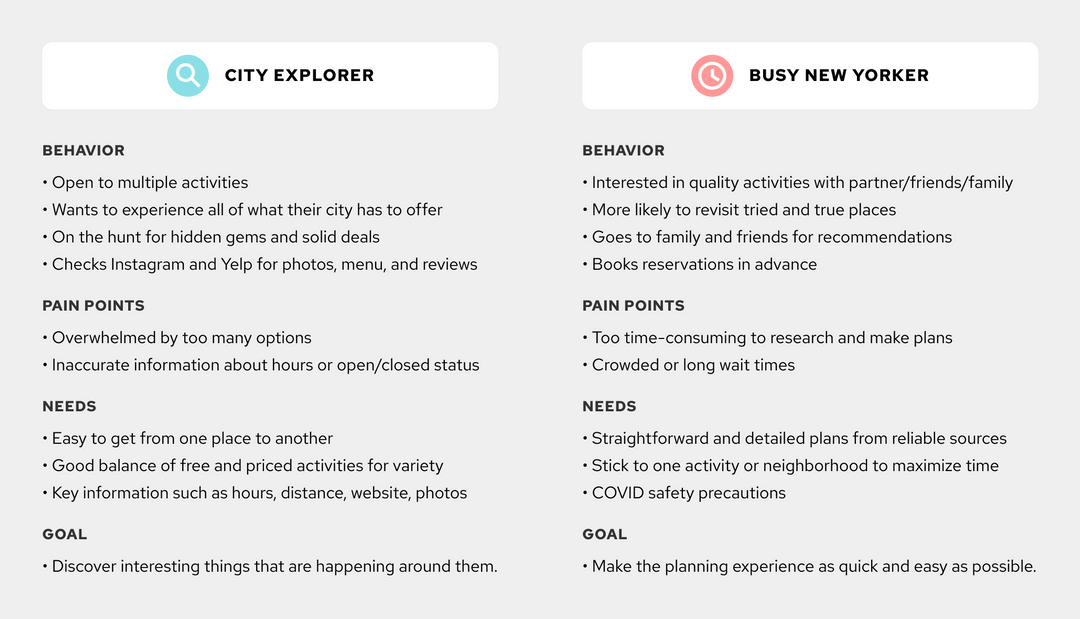 CITY EXPLORER
BEHAVIOR
• Open to multiple activities
• Wants to experience all of what their city has to offer
• On the hunt for hidden gems and solid deals
• Checks Instagram and Yelp for photos, menu, and reviews
PAIN POINTS
• Overwhelmed by too many options
• Inaccurate information about hours or open/closed status
NEEDS
• Easy to get from one place to another
• Good balance of free and priced activities for variety
• Key information such as hours, distance, website, photos
GOAL
• Discover interesting things that are happening around them.
BUSY NEW YORKER
BEHAVIOR
• Interested in quality activities with partner/friends/family
• More likely to revisit tried and true places
• Goes to family and friends for recommendations
• Books reservations in advance
PAIN POINTS
• Too time-consuming to research and make plans
• Crowded or long wait times
NEEDS
• Straightforward and detailed plans from reliable sources
• Stick to one activity or neighborhood to maximize time
• COVID safety precautions
GOAL
• Make the planning experience as quick and easy as possible.